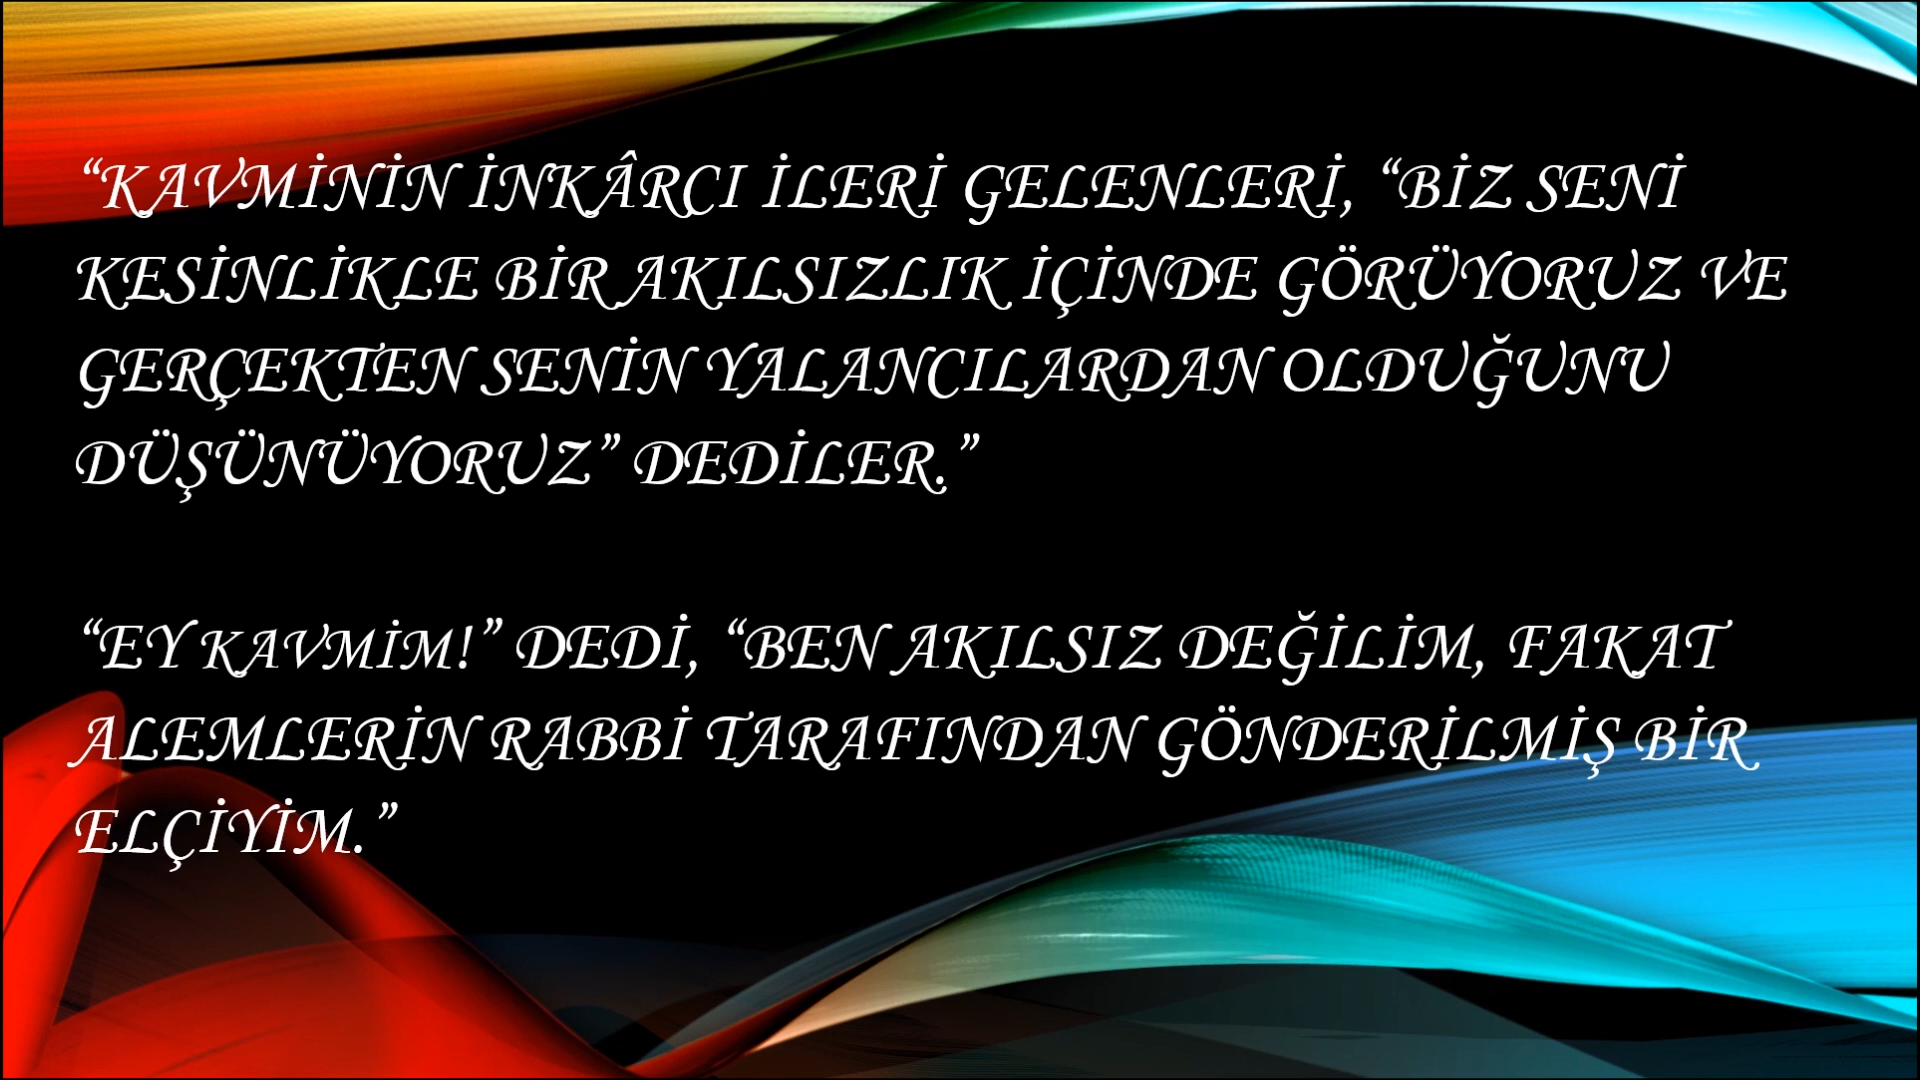 “KAVMİNİN İNKÂRCI İLERİ GELENLERİ, “BİZ SENİ
KESİNLİKLE BİR AKILSIZLIK İÇİNDE GÖRÜYORUZ VE
GERÇEKTEN SENİN YALANCILARDAN OLDUĞUNU
DÜŞÜNÜYORUZ” DEDİLER.”
“EY KAVMİM!” DEDİ, “BEN AKILSIZ DEĞİLİM, FAKAT
ALEMLERİN RABBİ TARAFINDAN GÖNDERİLMİŞ BİR
ELÇİYİM.”